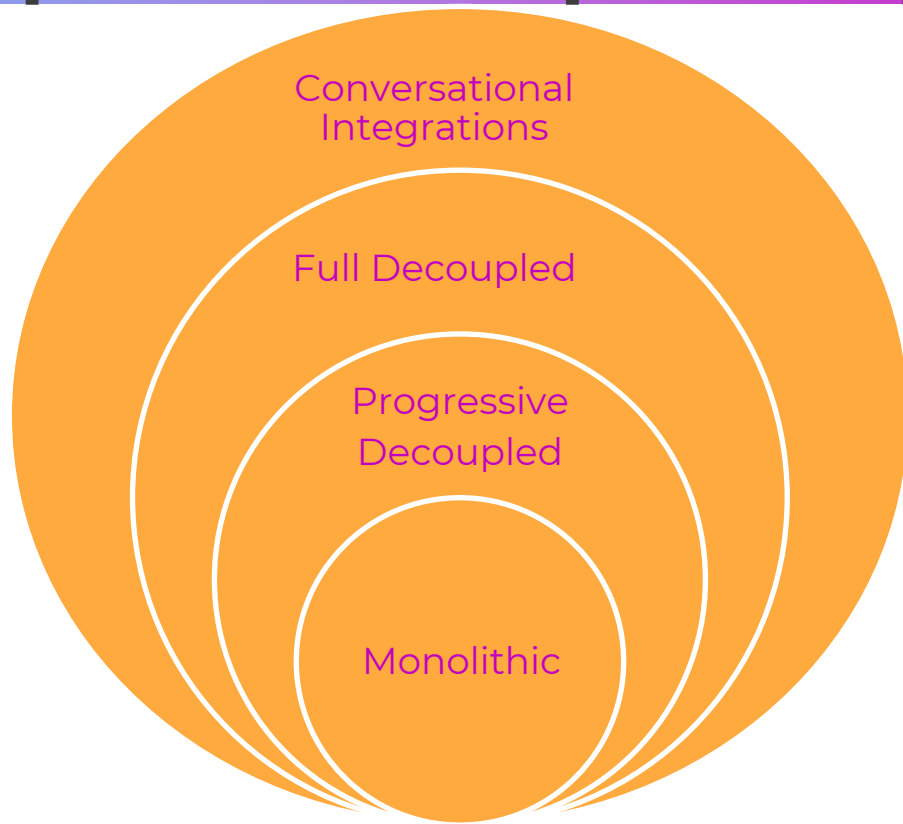 Conversational
Integrations
Full Decoupled
Progressive
Decoupled
Monolithic